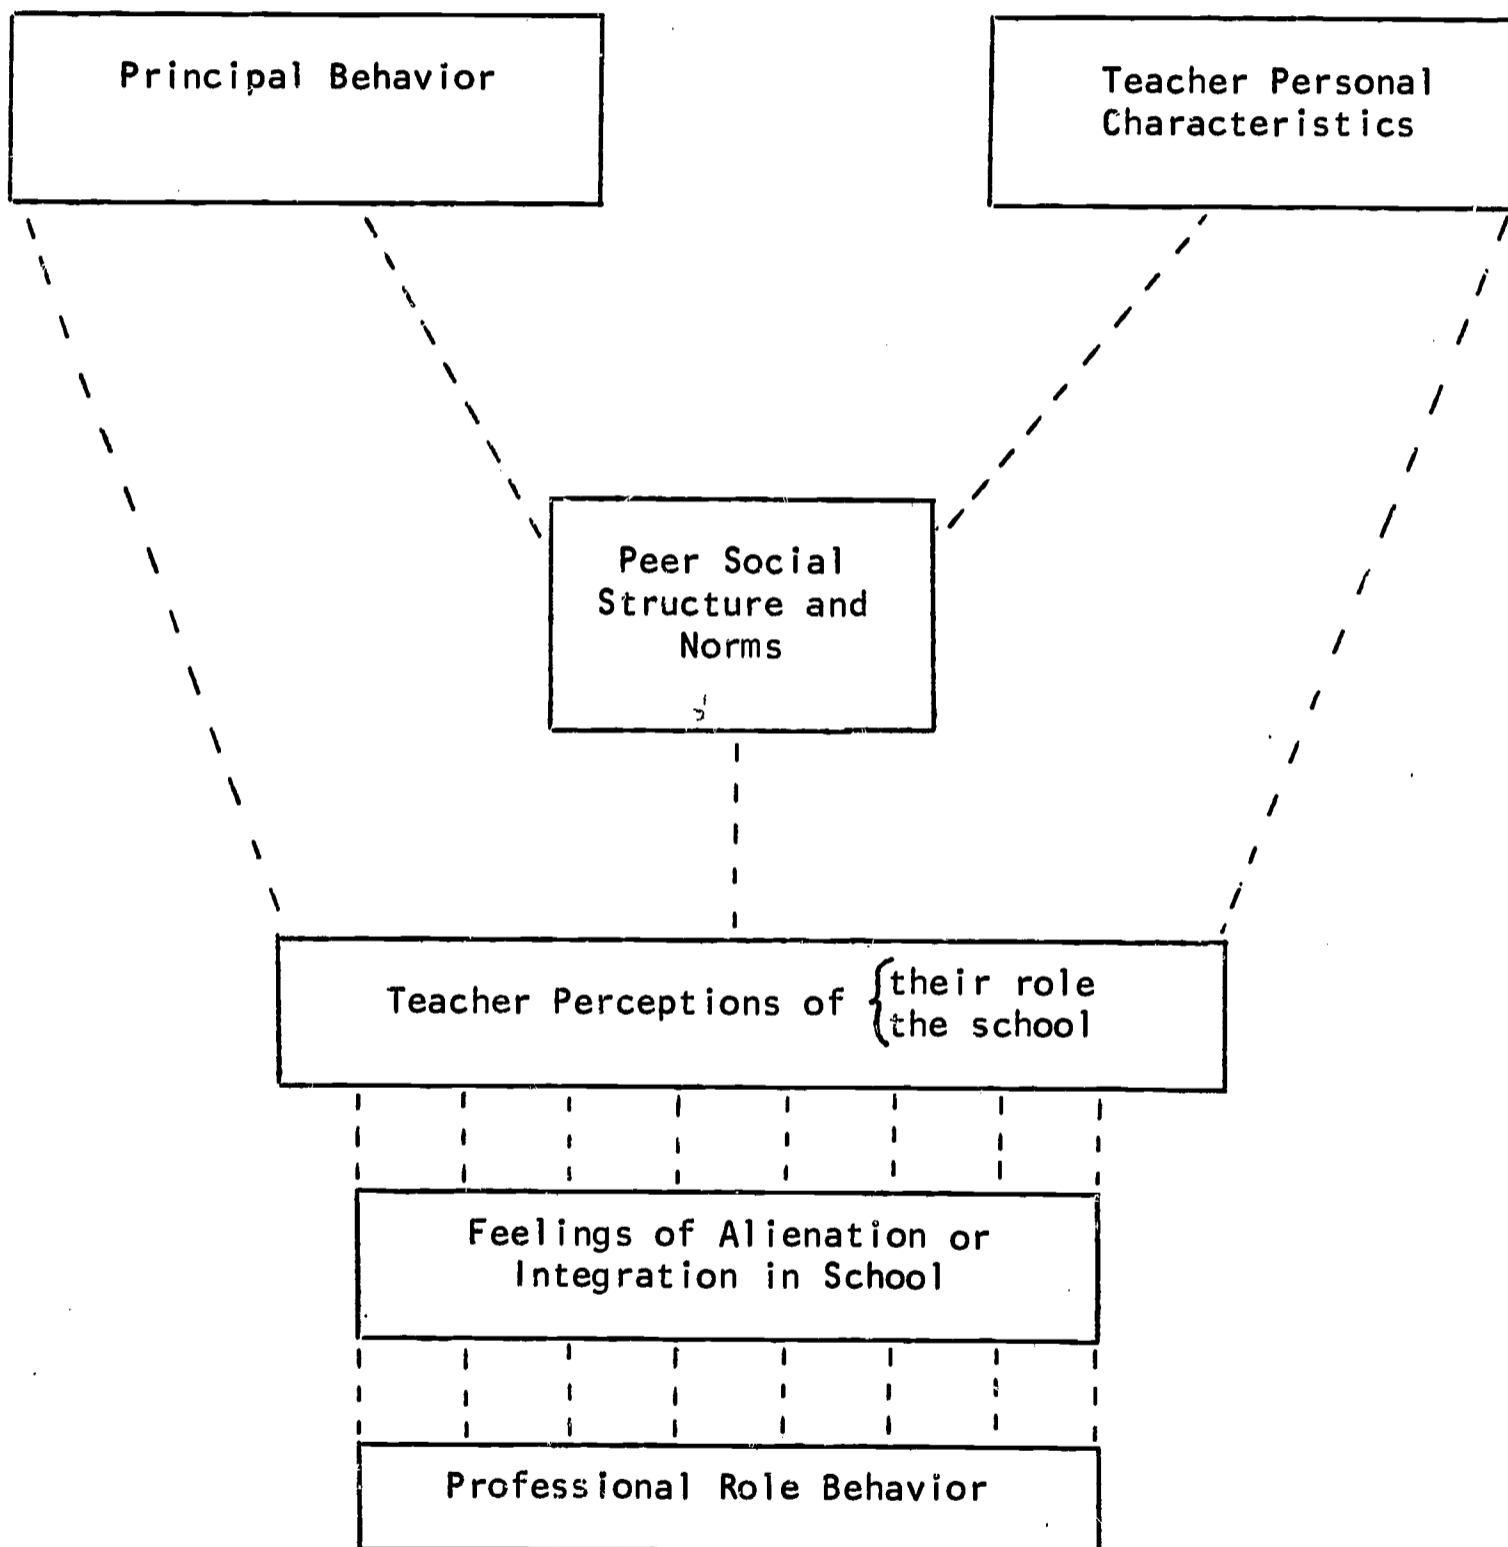 Principal Behavior
Teacher Personal
Characteristics
Peer Social
Structure and
Norms
Teacher Perceptions of { their role
the school
Feelings of Alienation or
Integration in School
Professional Role Behavior